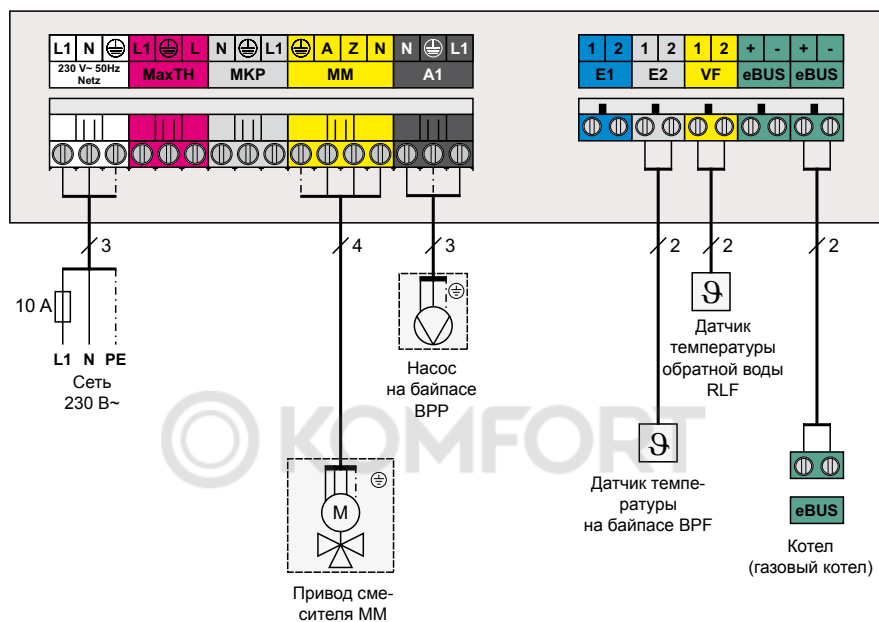 L1 N L1 L N L1 A Z N N L1
230 V~ 50Hz
Netz
MaxTH MKP MM A1
1 2 1 2 1 2 + - + -
E1 E2 VF eBUS eBUS
3 4 3 2 2 2
10 A
L1 N PE
Сеть
230 В~
Насос
на байпасе
BPP
ϑ
Датчик
температуры
обратной воды
RLF
ϑ
Датчик темпе-
ратуры
на байпасе BPF
M
Привод сме-
сителя MM
eBUS
Котел
(газовый котел)
KOMFORT